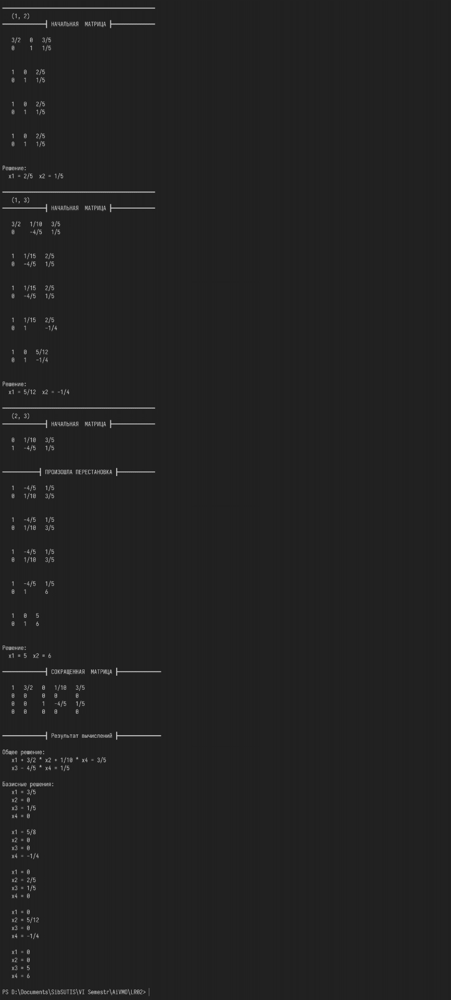 (1, 2)
НАЧАЛЬНАЯ МАТРИЦА
3/2 0 3/5
0 1 1/5
1 0 2/5
0 1 1/5
1 0 2/5
0 1 1/5
1 0 2/5
0 1 1/5
Решение:
x1 = 2/5 x2 = 1/5
(1, 3)
НАЧАЛЬНАЯ МАТРИЦА
3/2 1/10 3/5
0 -4/5 1/5
1 1/15 2/5
0 -4/5 1/5
1 1/15 2/5
0 -4/5 1/5
1 1/15 2/5
0 1 -1/4
1 0 5/12
0 1 -1/4
Решение:
x1 = 5/12 x2 = -1/4
(2, 3)
НАЧАЛЬНАЯ МАТРИЦА
0 1/10 3/5
1 -4/5 1/5
ПРОИЗОШЛА ПЕРЕСТАНОВКА
1 -4/5 1/5
0 1/10 3/5
1 -4/5 1/5
0 1/10 3/5
1 -4/5 1/5
0 1/10 3/5
1 -4/5 1/5
0 1 6
1 0 5
0 1 6
Решение:
x1 = 5 x2 = 6
СОКРАЩЕННАЯ МАТРИЦА
1 3/2 0 1/10 3/5
0 0 0 0 0
0 0 1 -4/5 1/5
0 0 0 0 0
Результат вычислений
Общее решение:
x1 + 3/2 * x2 + 1/10 * x4 = 3/5
x3 - 4/5 * x4 = 1/5
Базисные решения:
x1 = 3/5
x2 = 0
x3 = 1/5
x4 = 0
x1 = 5/8
x2 = 0
x3 = 0
x4 = -1/4
x1 = 0
x2 = 2/5
x3 = 1/5
x4 = 0
x1 = 0
x2 = 5/12
x3 = 0
x4 = -1/4
x1 = 0
x2 = 0
x3 = 5
x4 = 6
PS D:\Documents\SibSUTIS\VI Semestr\AiVMO\LR02>